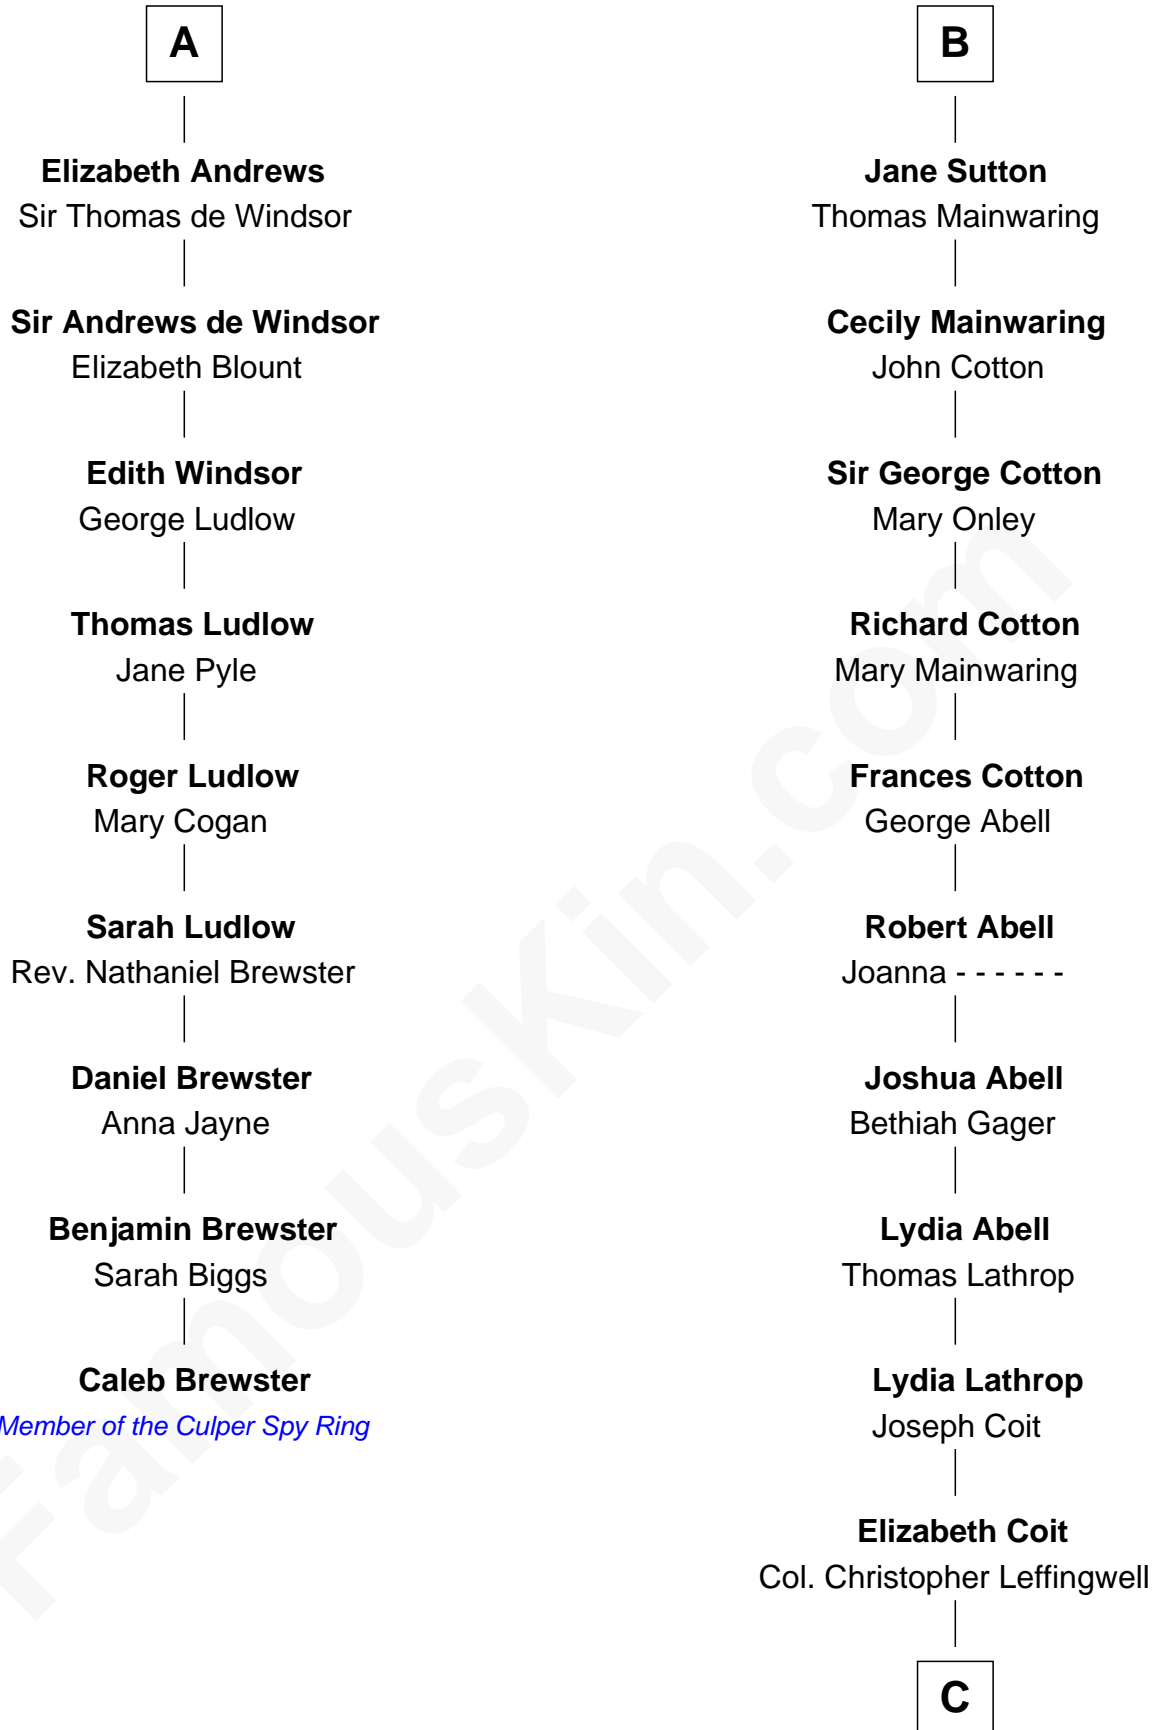 A
Elizabeth Andrews
Sir Thomas de Windsor
Sir Andrews de Windsor
Elizabeth Blount
Edith Windsor
George Ludlow
Thomas Ludlow
Jane Pyle
Roger Ludlow
Mary Cogan
Sarah Ludlow
Rev. Nathaniel Brewster
Daniel Brewster
Anna Jayne
Benjamin Brewster
Sarah Biggs
Caleb Brewster
Member of the Culper Spy Ring
B
Jane Sutton
Thomas Mainwaring
Cecily Mainwaring
John Cotton
Sir George Cotton
Mary Onley
Richard Cotton
Mary Mainwaring
Frances Cotton
George Abell
Robert Abell
Joanna - - - - - -
Joshua Abell
Bethiah Gager
Lydia Abell
Thomas Lathrop
Lydia Lathrop
Joseph Coit
Elizabeth Coit
Col. Christopher Leffingwell
C
FamousKin.com